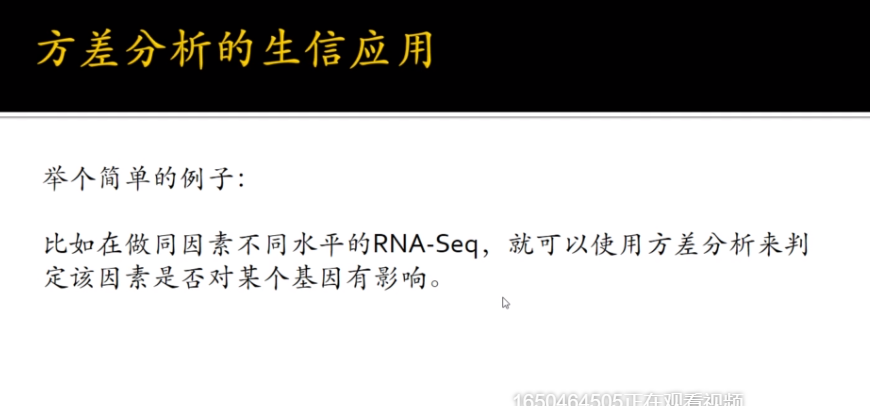 方差分析的生信应用
举个简单的例子：
比如在做同因素不同水平的RNA-Seq，就可以使用方差分析来判
定该因素是否对某个基因有影响。
1650464505正在观看视频